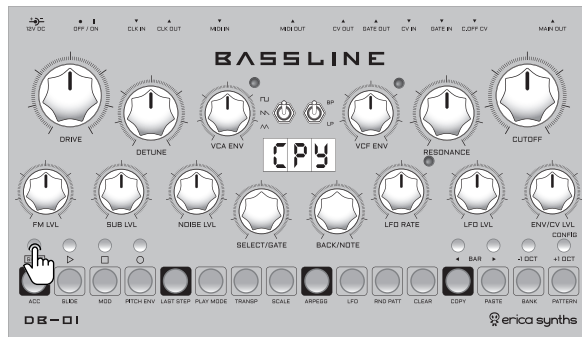 12V DC OFF / ON CLK IN CLK OUT MIDI IN MIDI OUT CV OUT GATE OUT CV IN GATE IN C.OFF CV MAIN OUT
BASSLINE
BP
LP
DRIVE DETUNE VCA ENV VCF ENV RESONANCE CUTOFF
CPY
FM LVL SUB LVL NOISE LVL SELECT/GATE BACK/NOTE LFO RATE LFO LVL ENV/CV LVL
CONFIG
BAR -1 OCT +1 OCT
ACC SLIDE MOD PITCH ENV LAST STEP PLAY MODE TRANSP SCALE ARPEGG LFO RND PATT CLEAR COPY PASTE BANK PATTERN
DB-01 erica synths